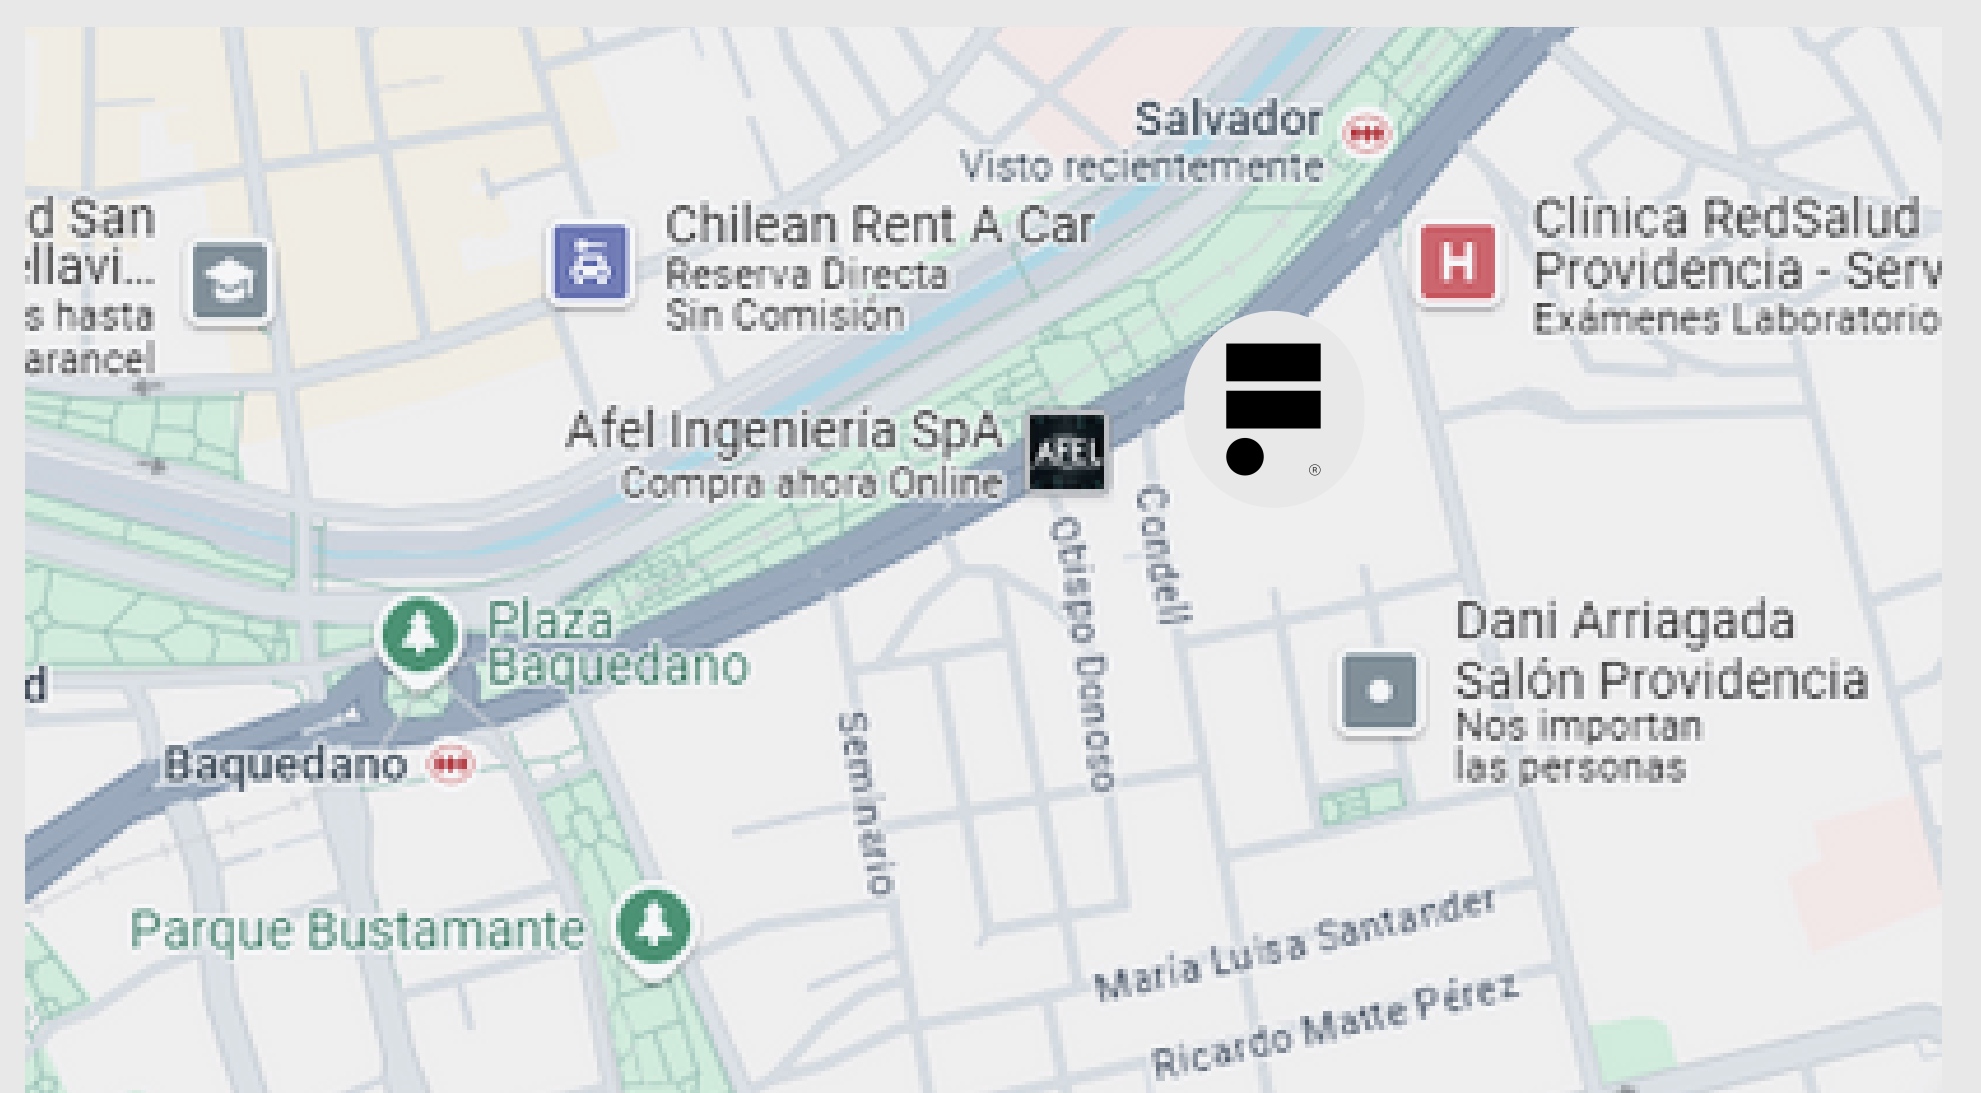 Salvador
Visto recientemente
d San
ellavi...
s hasta
arancel
Chilean Rent A Car
Reserva Directa
Sin Comisión
Clínica RedSalud
Providencia - Serv
Exámenes Laboratorio
®
Afel Ingeniería SpA
Compra ahora Online
AFEL
Condell
Obispo Donoso
Plaza
Baquedano
d
Baquedano
Seminario
Dani Arriagada
Salón Providencia
Nos importan
las personas
Parque Bustamante
María Luisa Santander
Ricardo Matte Pérez